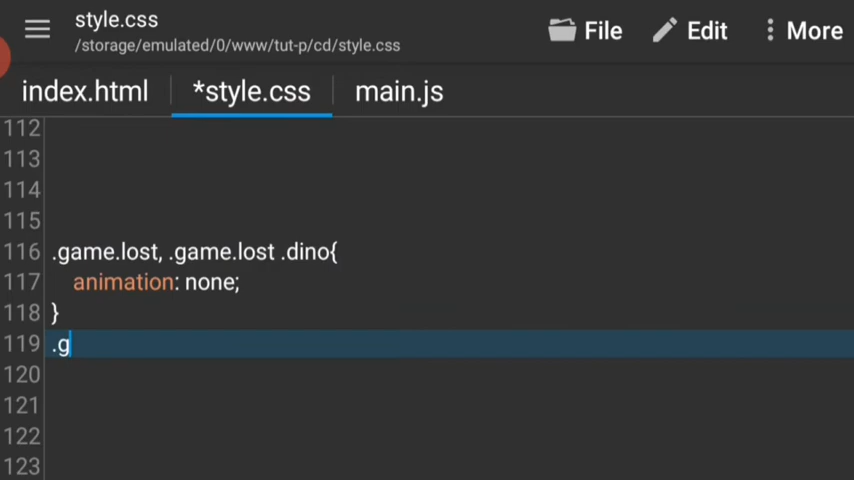 style.css
/storage/emulated/0/www/tut-p/cd/style.css
File Edit More
index.html *style.css main.js
112
113
114
115
116 .game.lost, .game.lost .dino{
117 animation: none;
118 }
119 .g
120
121
122
123